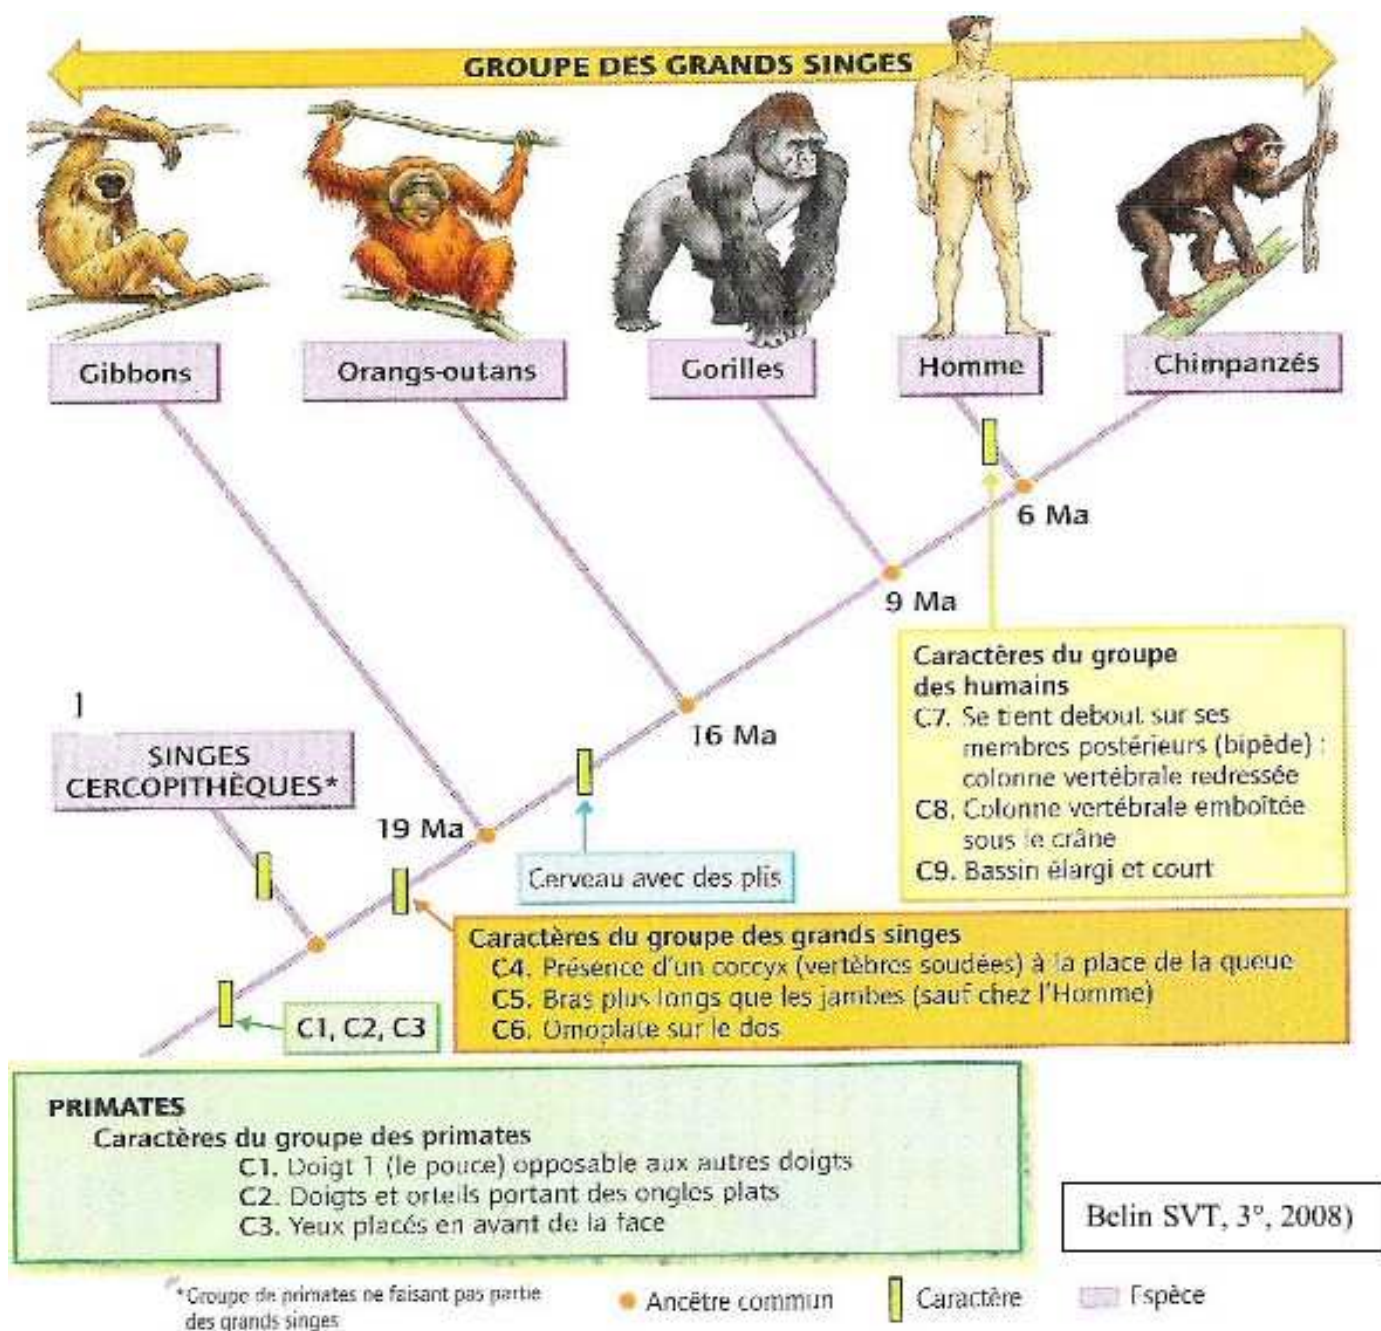 GROUPE DES GRANDS SINGES
Gibbons
Orangs-outans
Gorilles
Homme
Chimpanzés
6 Ma
9 Ma
Caractères du groupe
des humains
C7. Se tient debout sur ses
membres postérieurs (bipède) :
colonne vertébrale redressée
C8. Colonne vertébrale emboîtée
sous le crâne
C9. Bassin élargi et court
16 Ma
SINGES
CERCOPITHÈQUES*
19 Ma
Cerveau avec des plis
Caractères du groupe des grands singes
C4. Présence d'un coccyx (vertèbres soudées) à la place de la queue
C5. Bras plus longs que les jambes (sauf chez l'Homme)
C6. Omoplate sur le dos
C1, C2, C3
PRIMATES
Caractères du groupe des primates
C1. Doigt 1 (le pouce) opposable aux autres doigts
C2. Doigts et orteils portant des ongles plats
C3. Yeux placés en avant de la face
Belin SVT, 3°, 2008)
*Groupe de primates ne faisant pas partie
des grands singes
Ancêtre commun
Caractère
Espèce